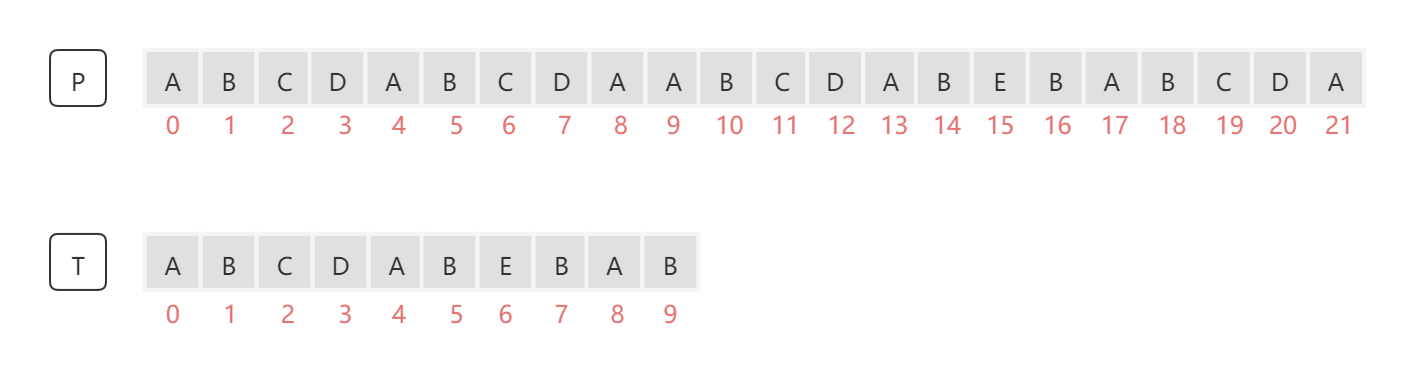 P A B C D A B C D A A B C D A B E B A B C D A
0 1 2 3 4 5 6 7 8 9 10 11 12 13 14 15 16 17 18 19 20 21
T A B C D A B E B A B
0 1 2 3 4 5 6 7 8 9